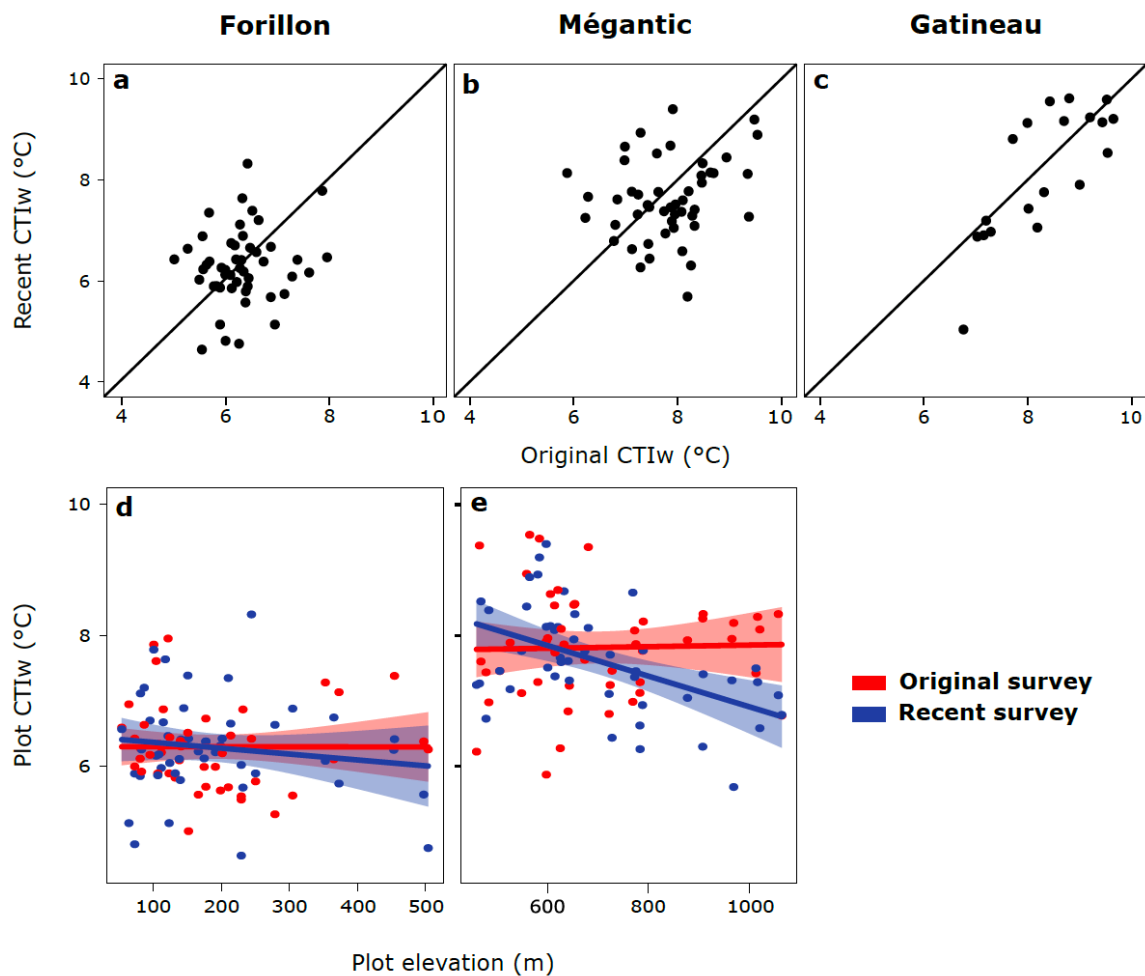 Forillon Mégantic Gatineau
a b c
10
8
6
4
Recent CTIw (°C)
4 6 8 10 4 6 8 10 4 6 8 10
Original CTIw (°C)
d e
10
8
6
Plot CTIw (°C)
Original survey
Recent survey
100 200 300 400 500 600 800 1000
Plot elevation (m)